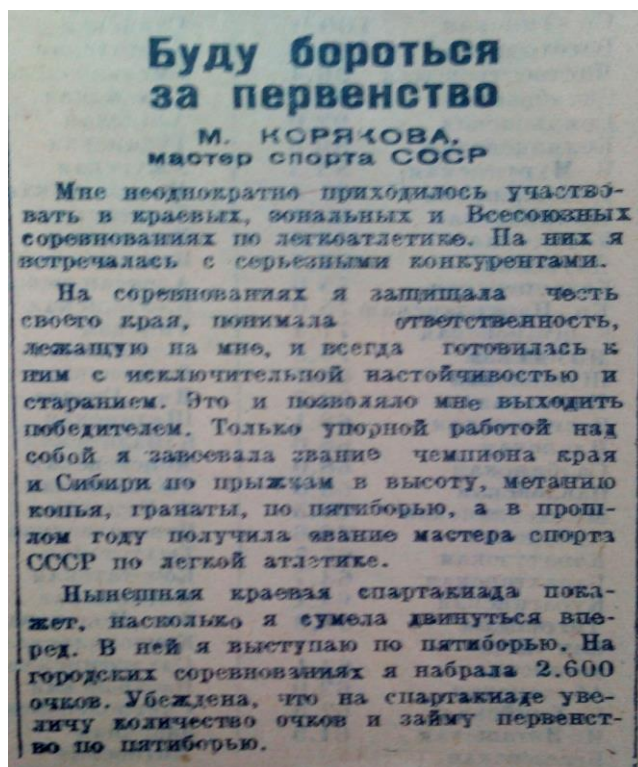 Буду бороться
за первенство
М. КОРЯКОВА,
мастер спорта СССР
Мне неоднократно приходилось участво-
вать в краевых, зональных и Всесоюзных
соревнованиях по легкоатлетике. На них я
встречалась с серьезными конкурентами.
На соревнованиях я защищала честь
своего края, понимала ответственность,
лежащую на мне, и всегда готовилась к
ним с исключительной настойчивостью и
старанием. Это и позволяло мне выходить
победителем. Только упорной работой над
собой я завоевала звание чемпиона края
и Сибири по прыжкам в высоту, метанию
копья, гранаты, по пятиборью, а в прош-
лом году получила звание мастера спорта
СССР по легкой атлетике.
Нынешняя краевая спартакиада пока-
жет, насколько я сумела двинуться впе-
ред. В ней я выступаю по пятиборью. На
городских соревнованиях я набрала 2.600
очков. Убеждена, что на спартакиаде уве-
личу количество очков и займу первенст-
во по пятиборью.